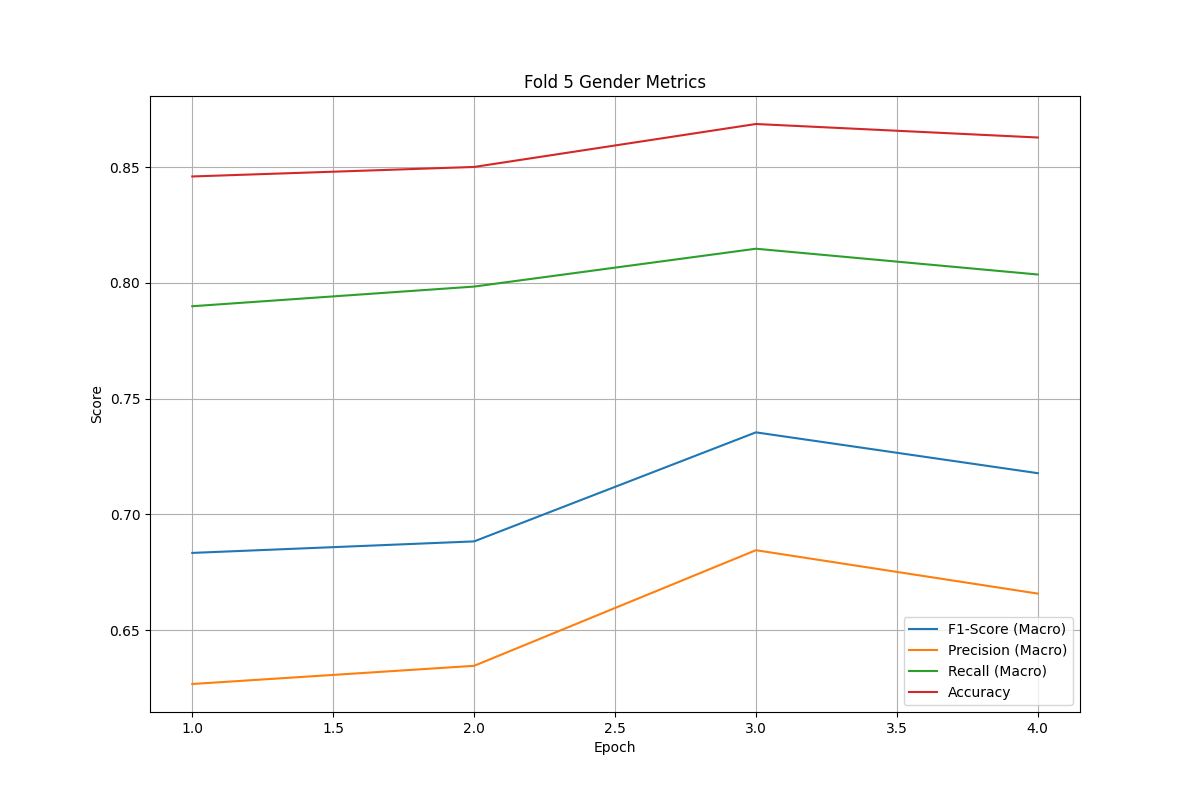 Fold 5 Gender Metrics
Score
0.85
0.80
0.75
0.70
0.65
F1-Score (Macro)
Precision (Macro)
Recall (Macro)
Accuracy
1.0 1.5 2.0 2.5 3.0 3.5 4.0
Epoch